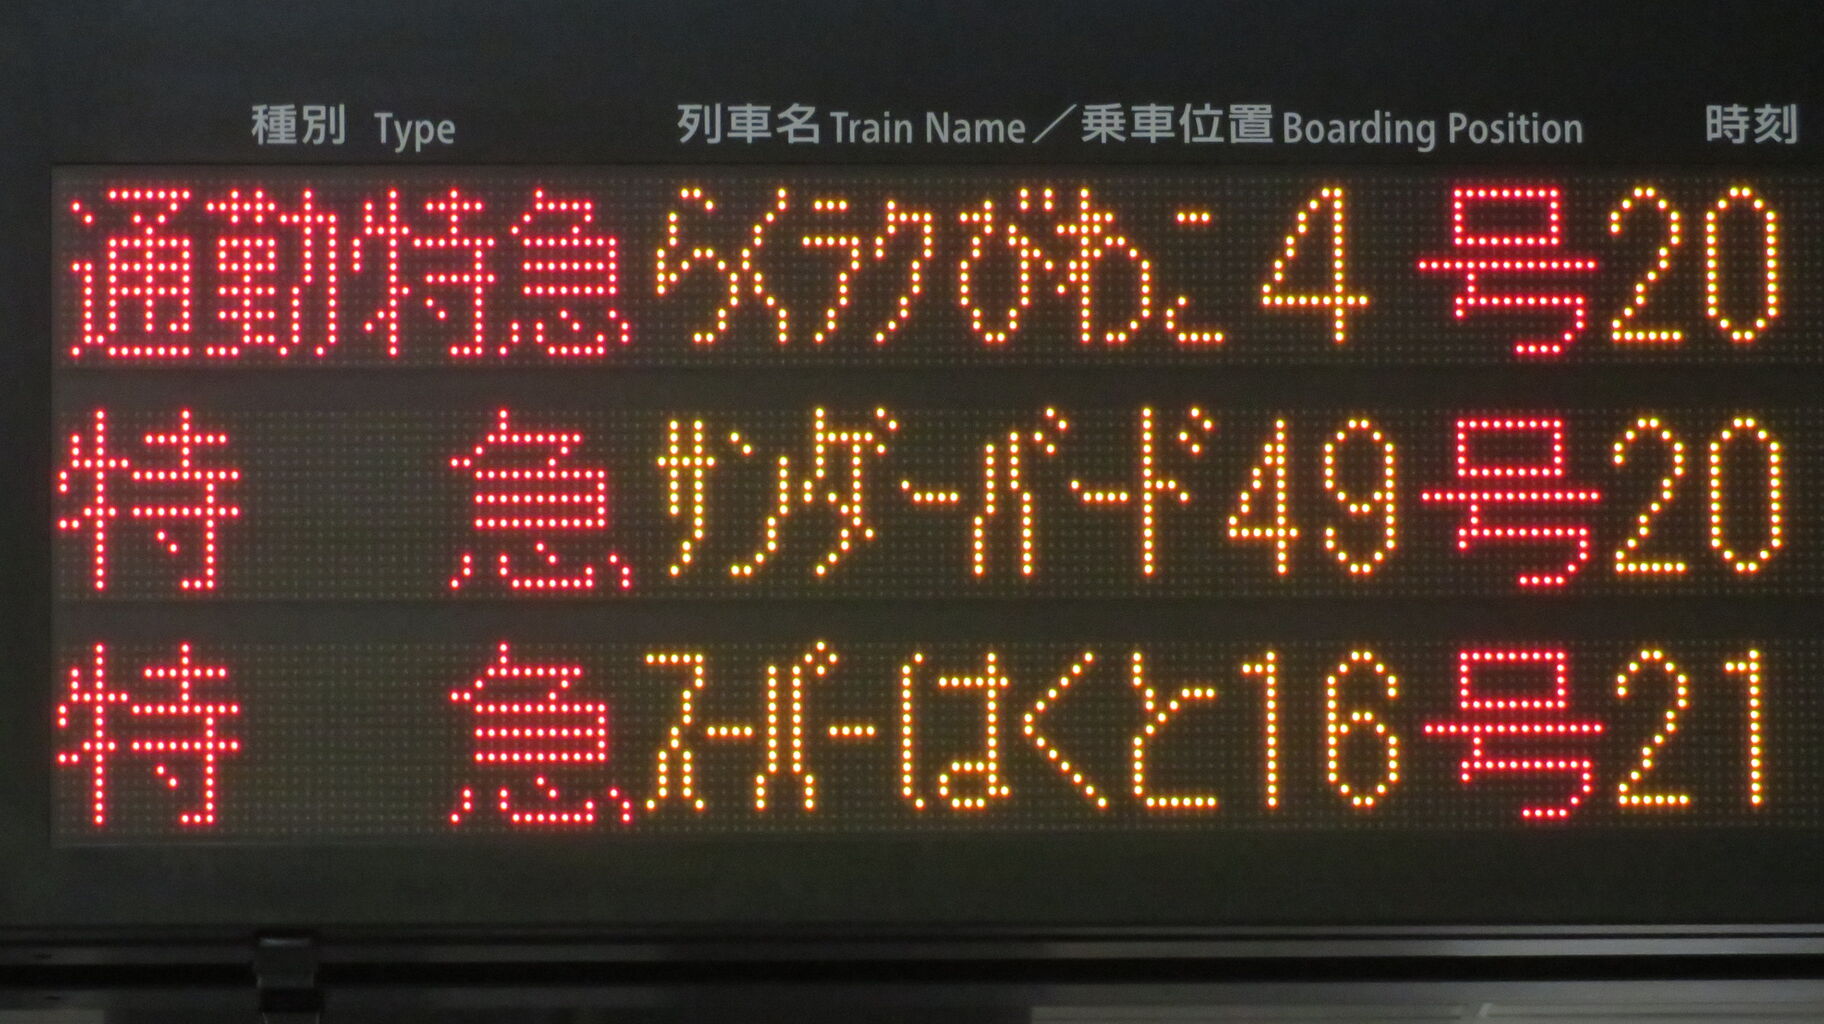 種別 Type 列車名 Train Name／乗車位置 Boarding Position 時刻
通勤特急 らくラクびわこ 4 号 20
特急 サンダーバード 49 号 20
特急 スーパーはくと 16 号 21